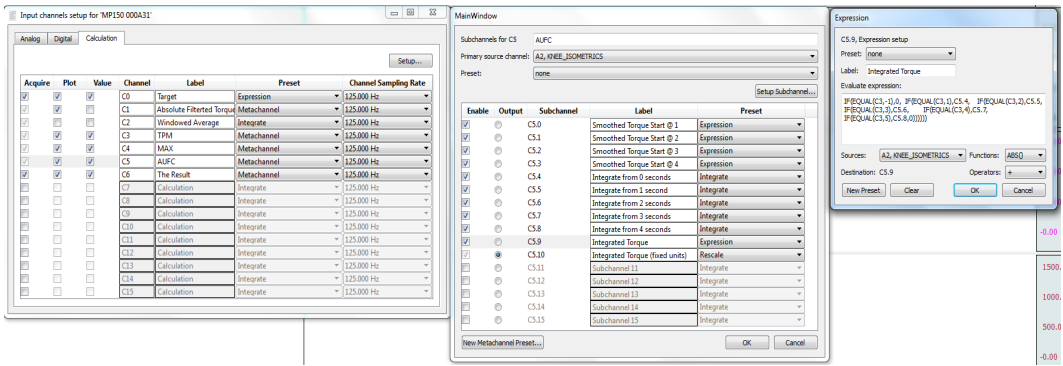 Input channels setup for 'MP150 000A31'
Analog Digital Calculation
Setup...
Acquire Plot Value Channel Label Preset Channel Sampling Rate
C0 Target Expression 125.000 Hz
C1 Absolute Filterted Torque Metachannel 125.000 Hz
C2 Windowed Average Integrate 125.000 Hz
C3 TPM Metachannel 125.000 Hz
C4 MAX Metachannel 125.000 Hz
C5 AUFC Metachannel 125.000 Hz
C6 The Result Metachannel 125.000 Hz
C7 Calculation Integrate 125.000 Hz
C8 Calculation Integrate 125.000 Hz
C9 Calculation Integrate 125.000 Hz
C10 Calculation Integrate 125.000 Hz
C11 Calculation Integrate 125.000 Hz
C12 Calculation Integrate 125.000 Hz
C13 Calculation Integrate 125.000 Hz
C14 Calculation Integrate 125.000 Hz
C15 Calculation Integrate 125.000 Hz
MainWindow
Subchannels for C5 AUFC
Primary source channel: A2, KNEE_ISOMETRICS
Preset: none
Setup Subchannel...
Enable Output Subchannel Label Preset
C5.0 Smoothed Torque Start @ 1 Expression
C5.1 Smoothed Torque Start @ 2 Expression
C5.2 Smoothed Torque Start @ 3 Expression
C5.3 Smoothed Torque Start @ 4 Expression
C5.4 Integrate from 0 seconds Integrate
C5.5 Integrate from 1 second Integrate
C5.6 Integrate from 2 seconds Integrate
C5.7 Integrate from 3 seconds Integrate
C5.8 Integrate from 4 seconds Integrate
C5.9 Integrated Torque Expression
C5.10 Integrated Torque (fixed units) Rescale
C5.11 Subchannel 11 Integrate
C5.12 Subchannel 12 Integrate
C5.13 Subchannel 13 Integrate
C5.14 Subchannel 14 Integrate
C5.15 Subchannel 15 Integrate
New Metachannel Preset... OK Cancel
Expression
C5.9, Expression setup
Preset: none
Label: Integrated Torque
Evaluate expression:
IF(EQUAL(C3,-1),0, IF(EQUAL(C3,1),C5.4, IF(EQUAL(C3,2),C5.5,
IF(EQUAL(C3,3),C5.6, IF(EQUAL(C3,4),C5.7,
IF(EQUAL(C3,5),C5.8,0))))))
Sources: A2, KNEE_ISOMETRICS Functions: ABS()
Destination: C5.9 Operators: +
New Preset Clear OK Cancel
-0.00
1500.
1000.
500.0
-0.00